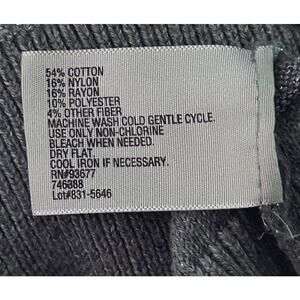 54% COTTON
16% NYLON
16% RAYON
10% POLYESTER
4% OTHER FIBER
MACHINE WASH COLD GENTLE CYCLE.
USE ONLY NON-CHLORINE
BLEACH WHEN NEEDED.
DRY FLAT.
COOL IRON IF NECESSARY.
RN#93677
746388
Lot#831-5646